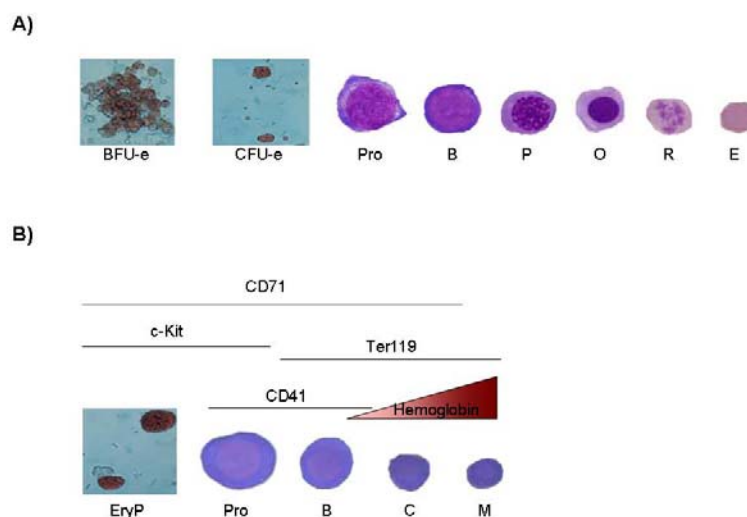 A)
BFU-e CFU-e Pro B P O R E
B)
CD71
c-Kit
Ter119
CD41
Hemoglobin
EryP Pro B C M